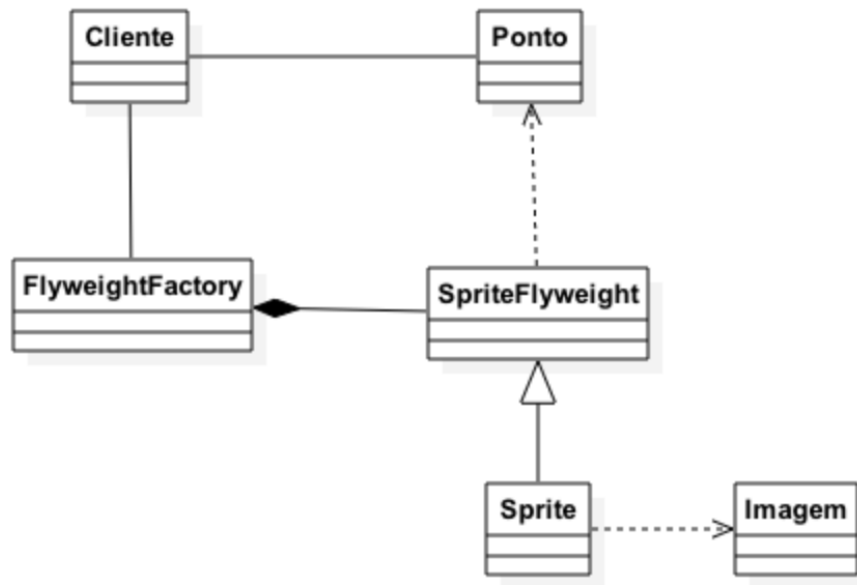 Cliente
Ponto
FlyweightFactory
SpriteFlyweight
Sprite
Imagem